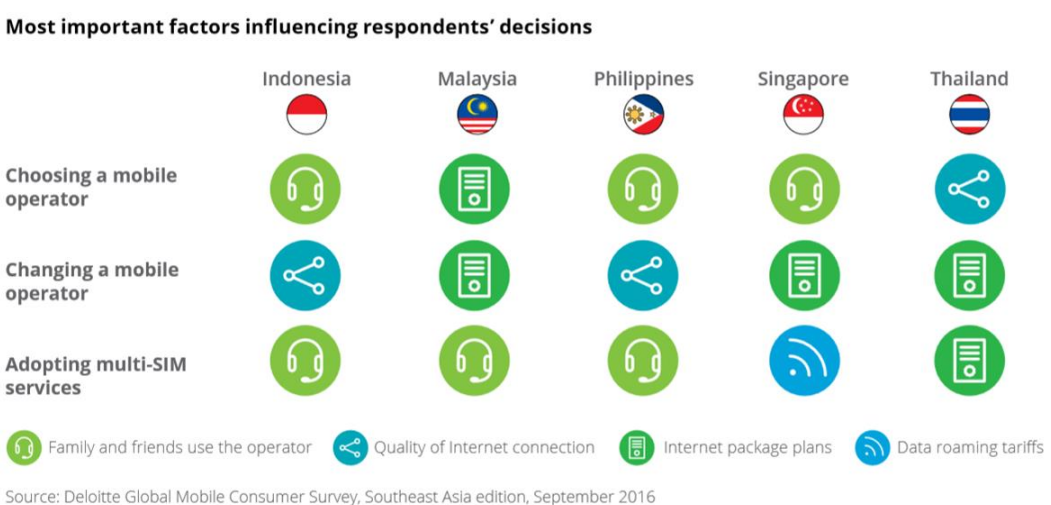 Most important factors influencing respondents' decisions
Indonesia Malaysia Philippines Singapore Thailand
Choosing a mobile
operator
Changing a mobile
operator
Adopting multi-SIM
services
Family and friends use the operator Quality of Internet connection Internet package plans Data roaming tariffs
Source: Deloitte Global Mobile Consumer Survey, Southeast Asia edition, September 2016